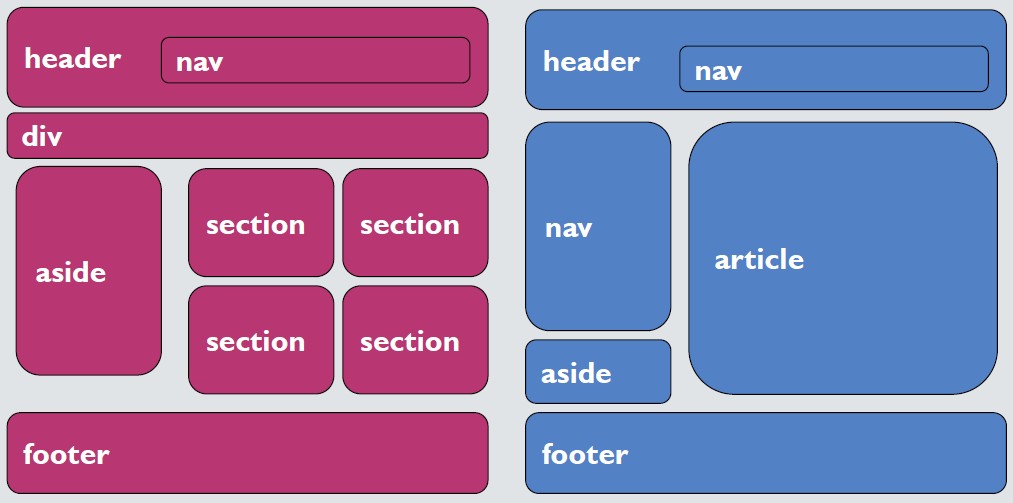 header
nav
div
aside
section
section
section
section
footer
header
nav
nav
article
aside
footer